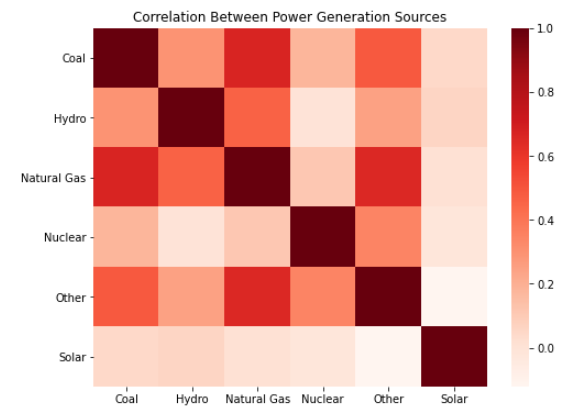 Correlation Between Power Generation Sources
1.0
Coal
Hydro
0.8
Natural Gas
0.6
Nuclear
0.4
Other
0.2
Solar
0.0
Coal Hydro Natural Gas Nuclear Other Solar